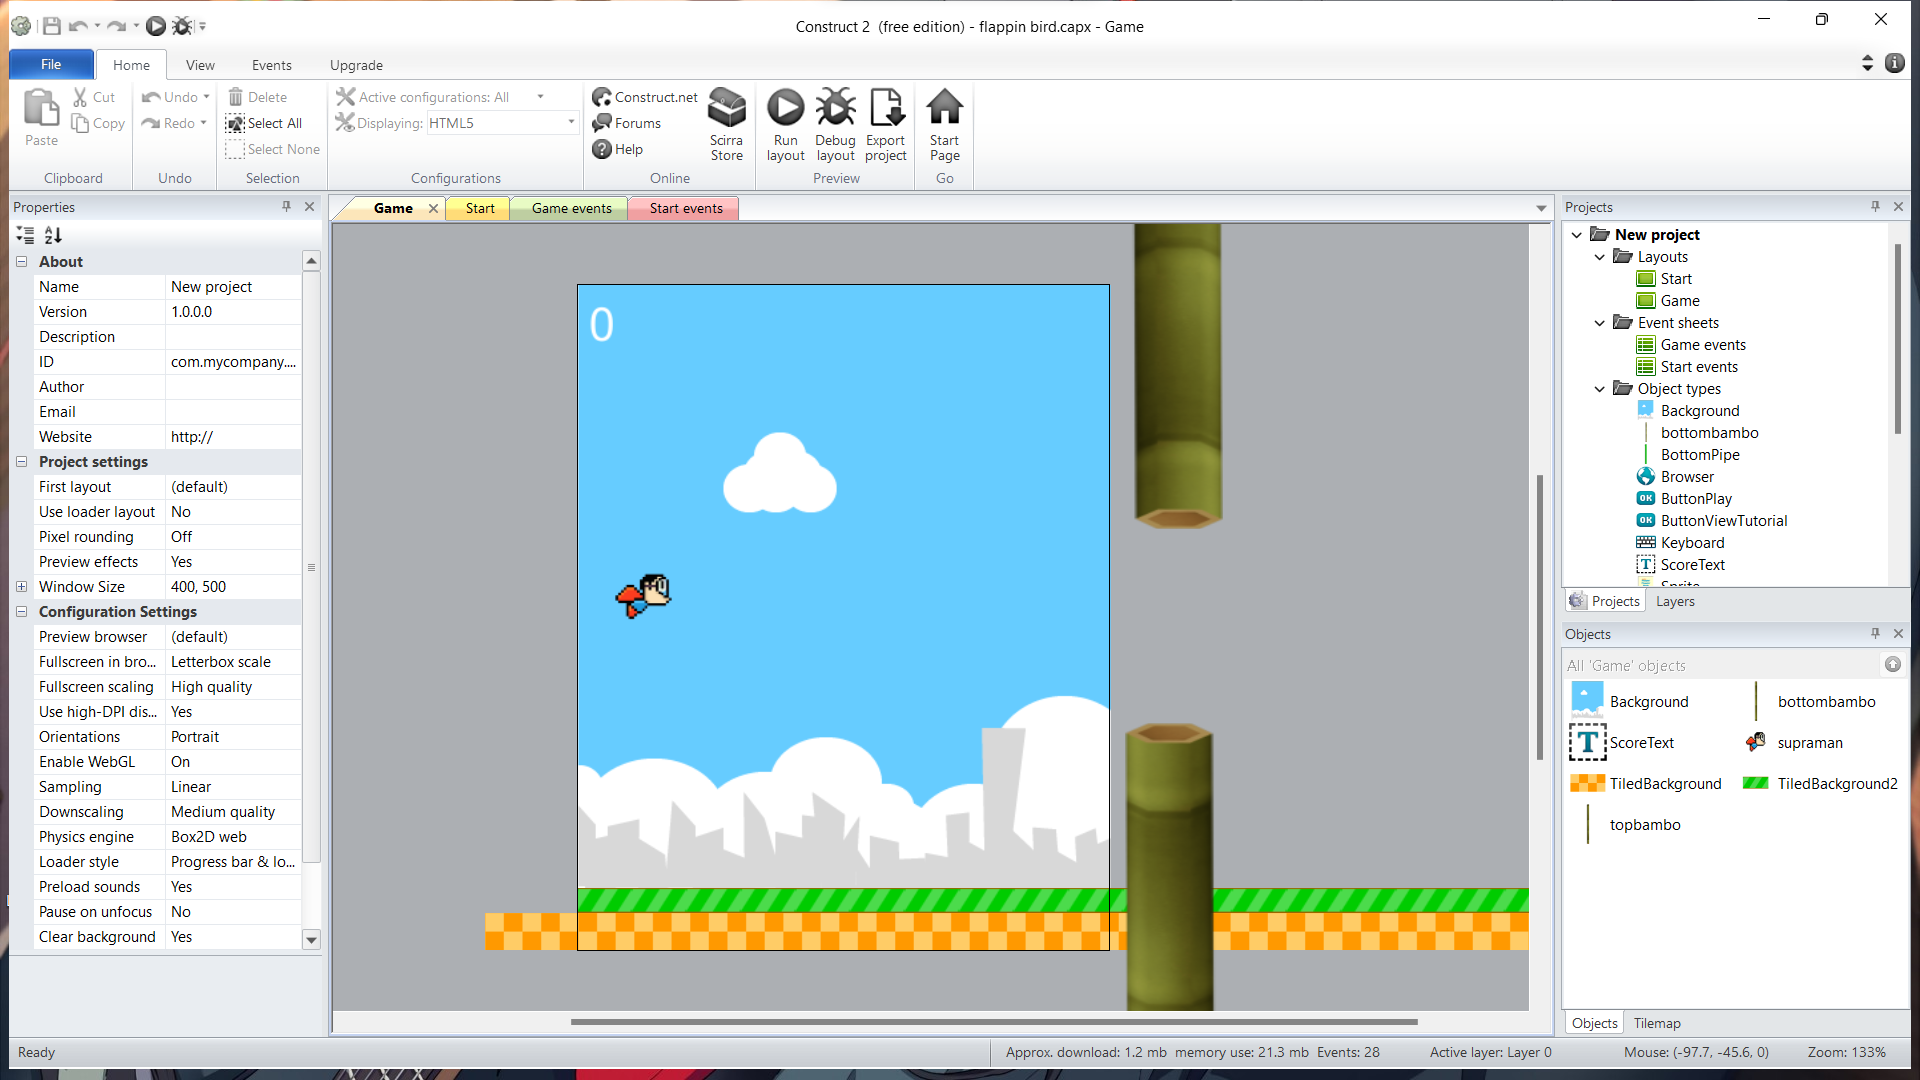 Construct 2 (free edition) - flappin bird.capx - Game
File Home View Events Upgrade
Paste
Cut
Copy
Clipboard
Undo
Redo
Undo
Delete
Select All
Select None
Selection
Active configurations: All
Displaying: HTML5
Configurations
Construct.net
Forums
Help
Scirra Store
Online
Run layout
Debug layout
Export project
Preview
Start Page
Go
Properties
About
Name New project
Version 1.0.0.0
Description
ID com.mycompany....
Author
Email
Website http://
Project settings
First layout (default)
Use loader layout No
Pixel rounding Off
Preview effects Yes
Window Size 400, 500
Configuration Settings
Preview browser (default)
Fullscreen in bro... Letterbox scale
Fullscreen scaling High quality
Use high-DPI dis... Yes
Orientations Portrait
Enable WebGL On
Sampling Linear
Downscaling Medium quality
Physics engine Box2D web
Loader style Progress bar & lo...
Preload sounds Yes
Pause on unfocus No
Clear background Yes
Game Start Game events Start events
0
Projects
New project
Layouts
Start
Game
Event sheets
Game events
Start events
Object types
Background
bottombambo
BottomPipe
Browser
OK ButtonPlay
OK ButtonViewTutorial
Keyboard
T ScoreText
Sprite
Projects Layers
Objects
All 'Game' objects
Background bottombambo
T ScoreText supraman
TiledBackground TiledBackground2
topbambo
Objects Tilemap
Ready
Approx. download: 1.2 mb memory use: 21.3 mb Events: 28 Active layer: Layer 0 Mouse: (-97.7, -45.6, 0) Zoom: 133%